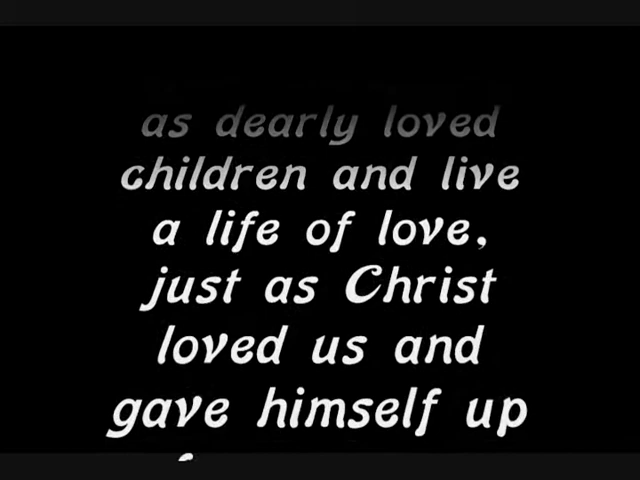 as dearly loved
children and live
a life of love,
just as Christ
loved us and
gave himself up